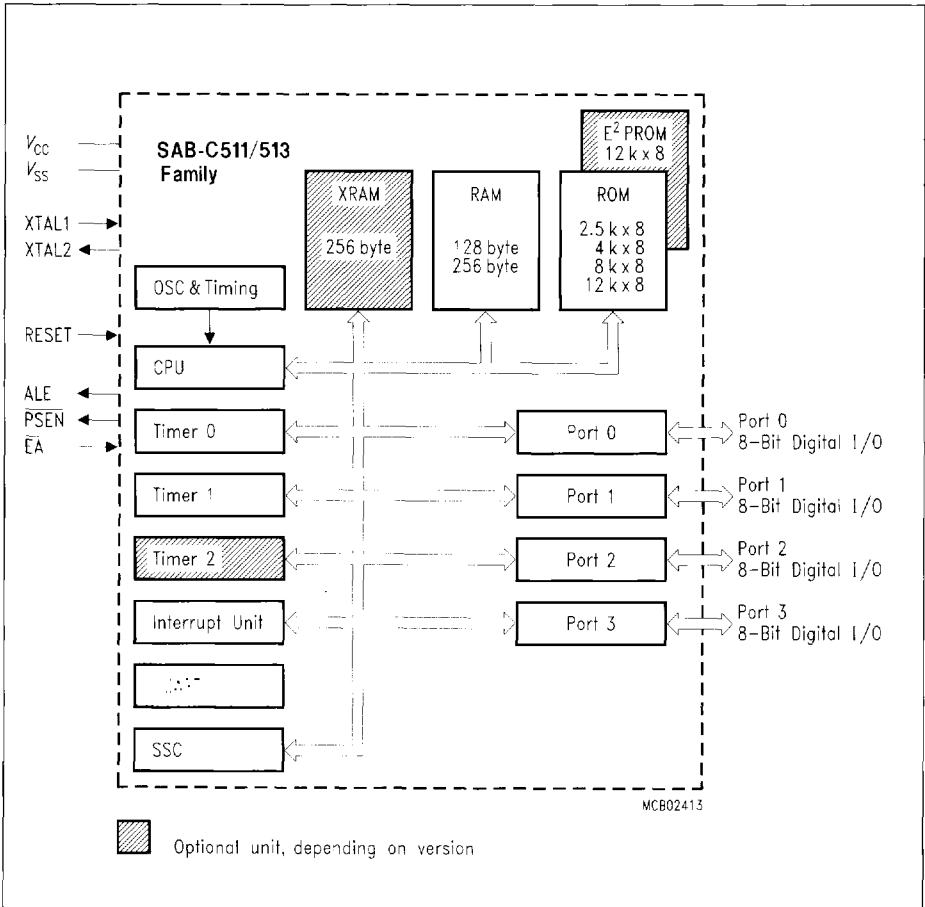 SAB-C511/513
Family
V_CC
V_SS
XTAL1
XTAL2
RESET
ALE
PSEN
EA
OSC & Timing
CPU
Timer 0
Timer 1
Timer 2
Interrupt Unit
SSC
XRAM
256 byte
RAM
128 byte
256 byte
E² PROM
12 k x 8
ROM
2.5 k x 8
4 k x 8
8 k x 8
12 k x 8
Port 0
Port 1
Port 2
Port 3
Port 0
8-Bit Digital I/O
Port 1
8-Bit Digital I/O
Port 2
8-Bit Digital I/O
Port 3
8-Bit Digital I/O
MCB02413
Optional unit, depending on version